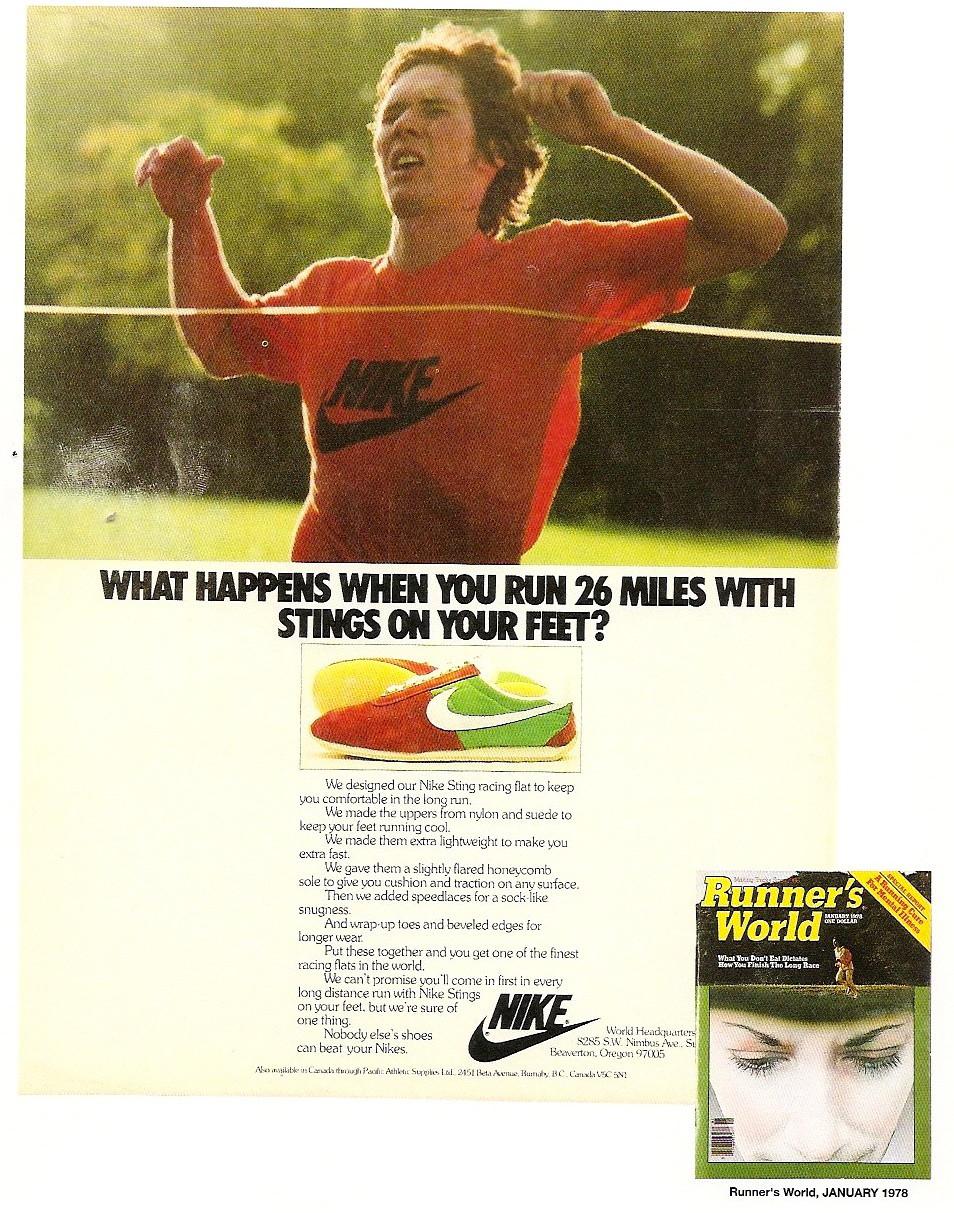 NIKE
WHAT HAPPENS WHEN YOU RUN 26 MILES WITH
STINGS ON YOUR FEET?
We designed our Nike Sting racing flat to keep
you comfortable in the long run.
We made the uppers from nylon and suede to
keep your feet running cool.
We made them extra lightweight to make you
extra fast.
We gave them a slightly flared honeycomb
sole to give you cushion and traction on any surface.
Then we added speedlaces for a sock-like
snugness.
And wrap-up toes and beveled edges for
longer wear.
Put these together and you get one of the finest
racing flats in the world.
We can't promise you'll come in first in every
long distance run with Nike Stings
on your feet, but we're sure of
one thing.
Nobody else's shoes
can beat your Nikes.
NIKE
World Headquarters
8285 S.W. Nimbus Ave.,
Beaverton, Oregon 97005
Also available in Canada through Pacific Athletic Supplies Ltd., 2451 Beta Avenue, Burnaby, B.C., Canada V5C 5N1
Runner's
World
JANUARY 1978
ONE DOLLAR
SPECIAL REPORT
A Running Cure
For Mental Illness
What You Don't Eat Dictates
How You Finish The Long Race
Runner's World, JANUARY 1978